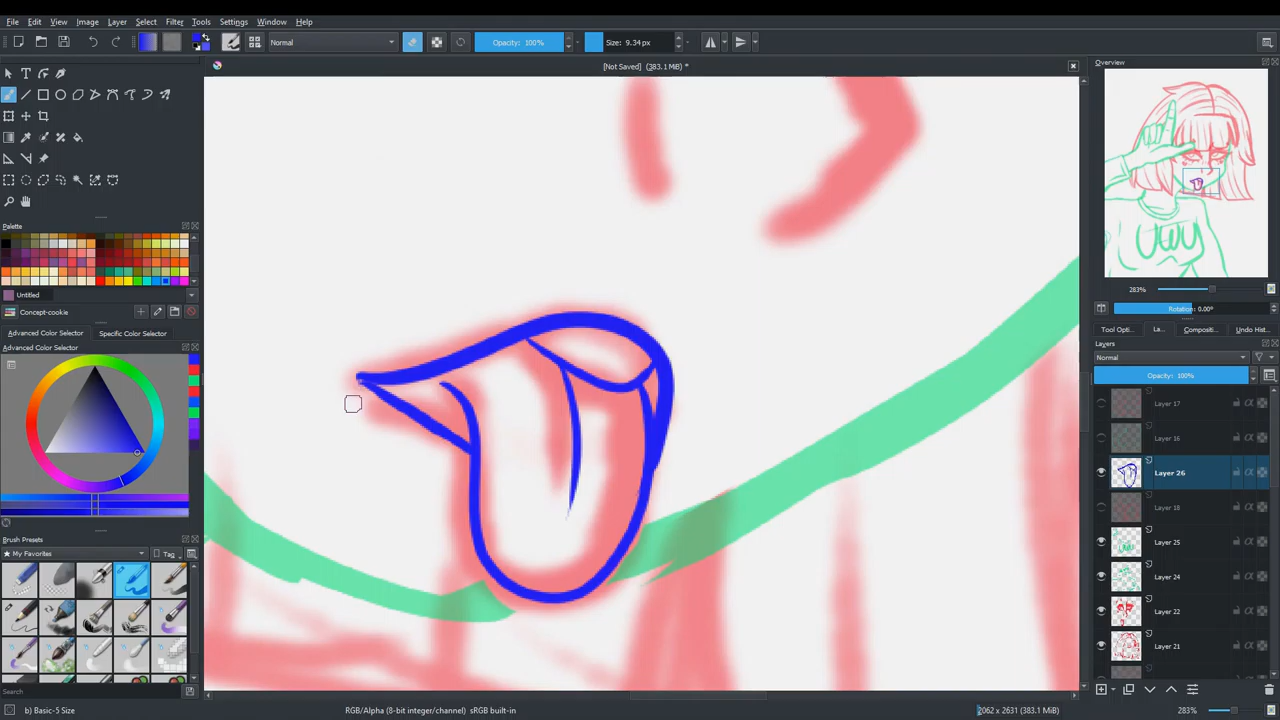 File Edit View Image Layer Select Filter Tools Settings Window Help
Normal Opacity: 100% Size: 9.34 px
[Not Saved] (383.1 MiB) *
Overview
283%
Rotation: 0.00°
Tool Opti... La... Compositi... Undo Hist...
Layers
Normal
Opacity: 100%
Layer 17
Layer 16
Layer 26
Layer 18
Layer 25
Layer 24
Layer 22
Layer 21
Palette
Untitled
Concept-cookie
Advanced Color Selector Specific Color Selector
Advanced Color Selector
Brush Presets
My Favorites Tag
Search
b) Basic-5 Size RGB/Alpha (8-bit integer/channel) sRGB built-in 2062 x 2631 (383.1 MiB) 283%
UWU